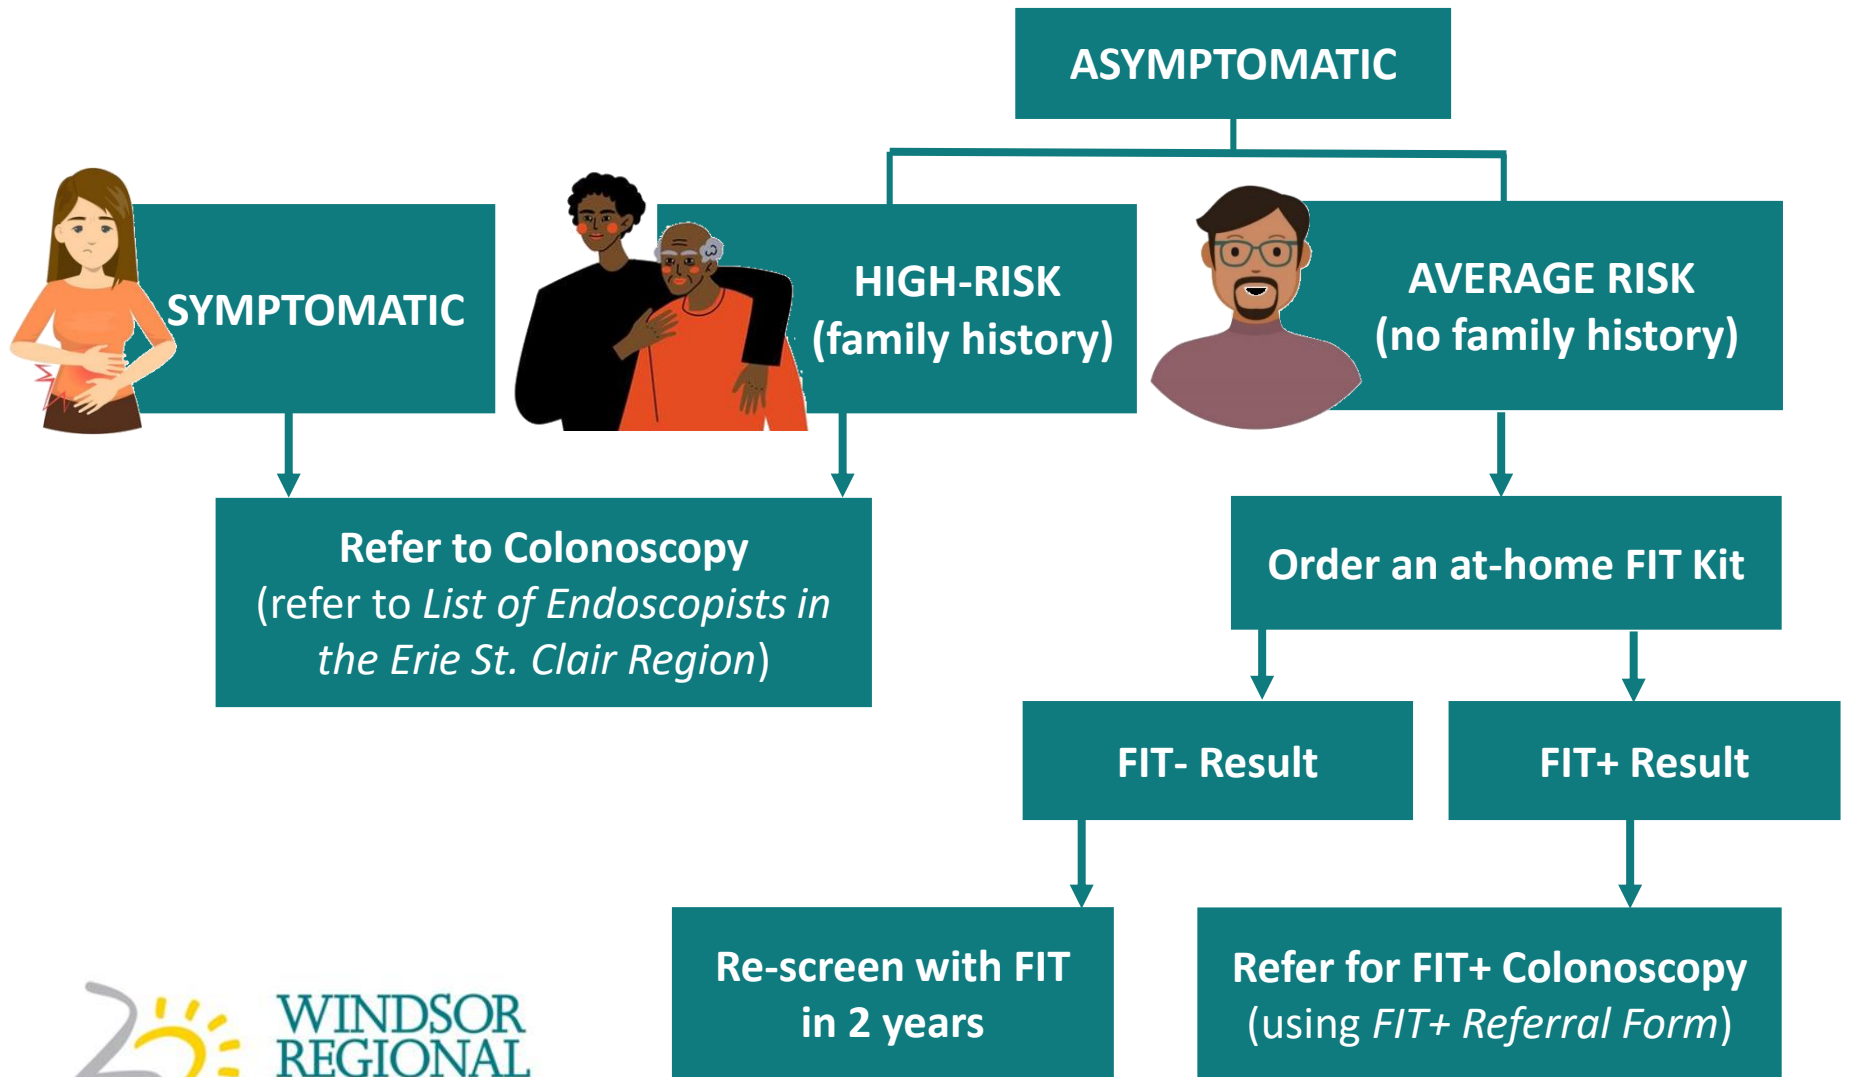 ASYMPTOMATIC
SYMPTOMATIC
HIGH-RISK
(family history)
AVERAGE RISK
(no family history)
Refer to Colonoscopy
(refer to List of Endoscopists in
the Erie St. Clair Region)
Order an at-home FIT Kit
FIT- Result
FIT+ Result
Re-screen with FIT
in 2 years
Refer for FIT+ Colonoscopy
(using FIT+ Referral Form)
WINDSOR
REGIONAL